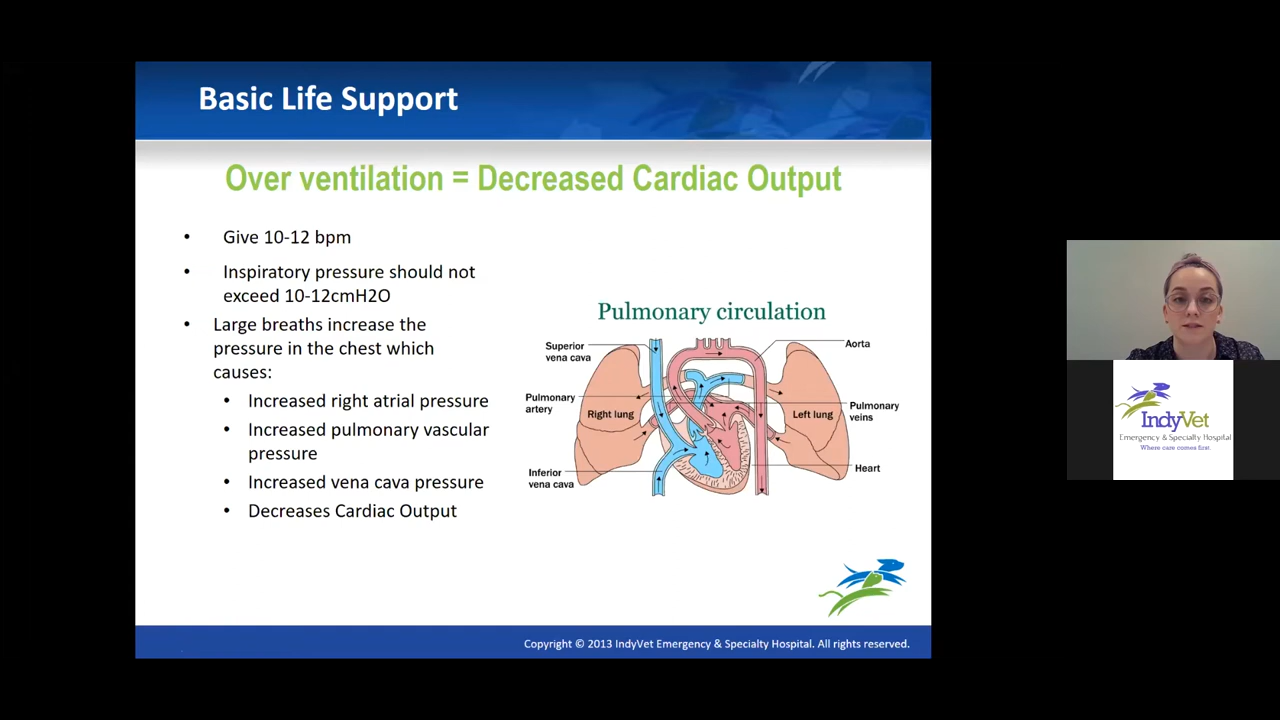 Basic Life Support
Over ventilation = Decreased Cardiac Output
• Give 10-12 bpm
• Inspiratory pressure should not
exceed 10-12cmH2O
• Large breaths increase the
pressure in the chest which
causes:
• Increased right atrial pressure
• Increased pulmonary vascular
pressure
• Increased vena cava pressure
• Decreases Cardiac Output
Pulmonary circulation
Superior
vena cava
Aorta
Pulmonary
artery
Right lung
Left lung
Pulmonary
veins
Inferior
vena cava
Heart
Copyright © 2013 IndyVet Emergency & Specialty Hospital. All rights reserved.
IndyVet
Emergency & Specialty Hospital
Where care comes first.